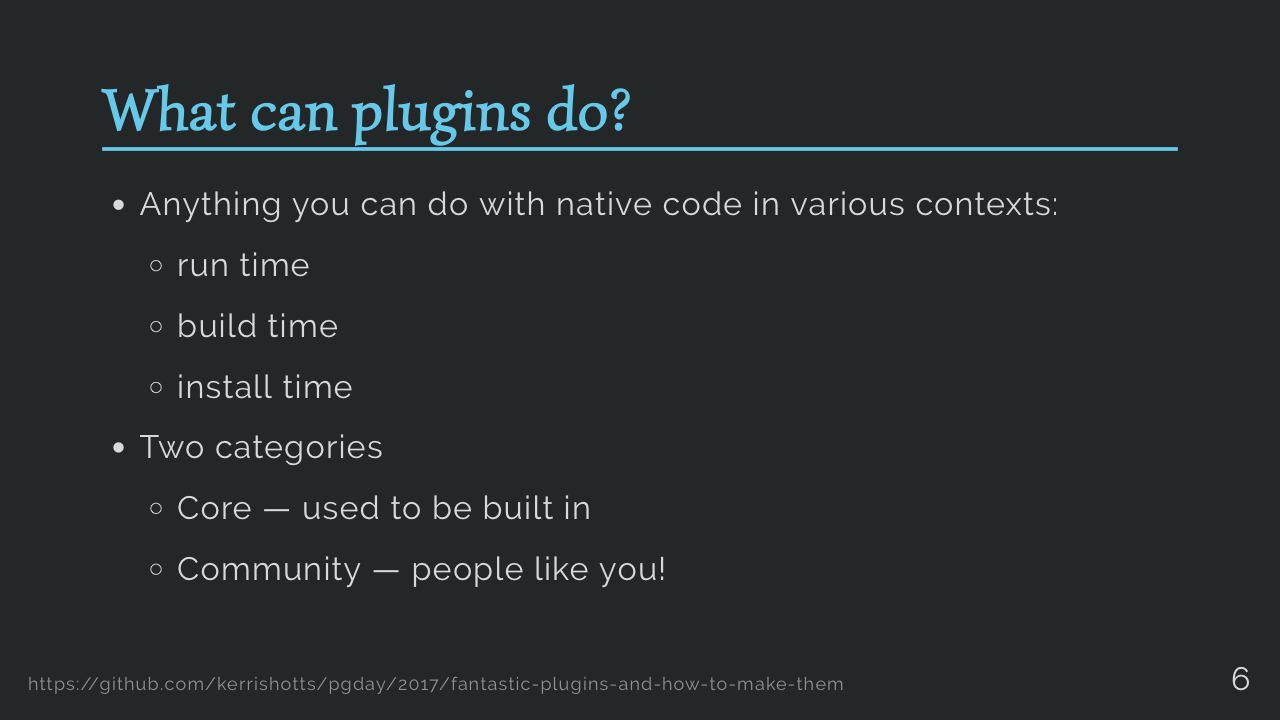 What can plugins do?
• Anything you can do with native code in various contexts:
◦ run time
◦ build time
◦ install time
• Two categories
◦ Core — used to be built in
◦ Community — people like you!
https://github.com/kerrishotts/pgday/2017/fantastic-plugins-and-how-to-make-them
6